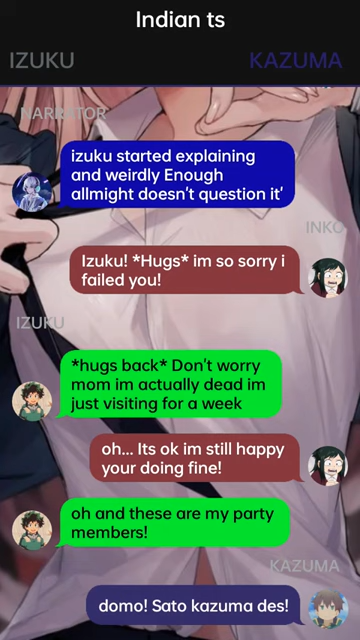 Indian ts
IZUKU
KAZUMA
NARRATOR
izuku started explaining
and weirdly Enough
allmight doesn't question it'
INKO
Izuku! *Hugs* im so sorry i
failed you!
IZUKU
*hugs back* Don't worry
mom im actually dead im
just visiting for a week
oh... Its ok im still happy
your doing fine!
oh and these are my party
members!
KAZUMA
domo! Sato kazuma des!